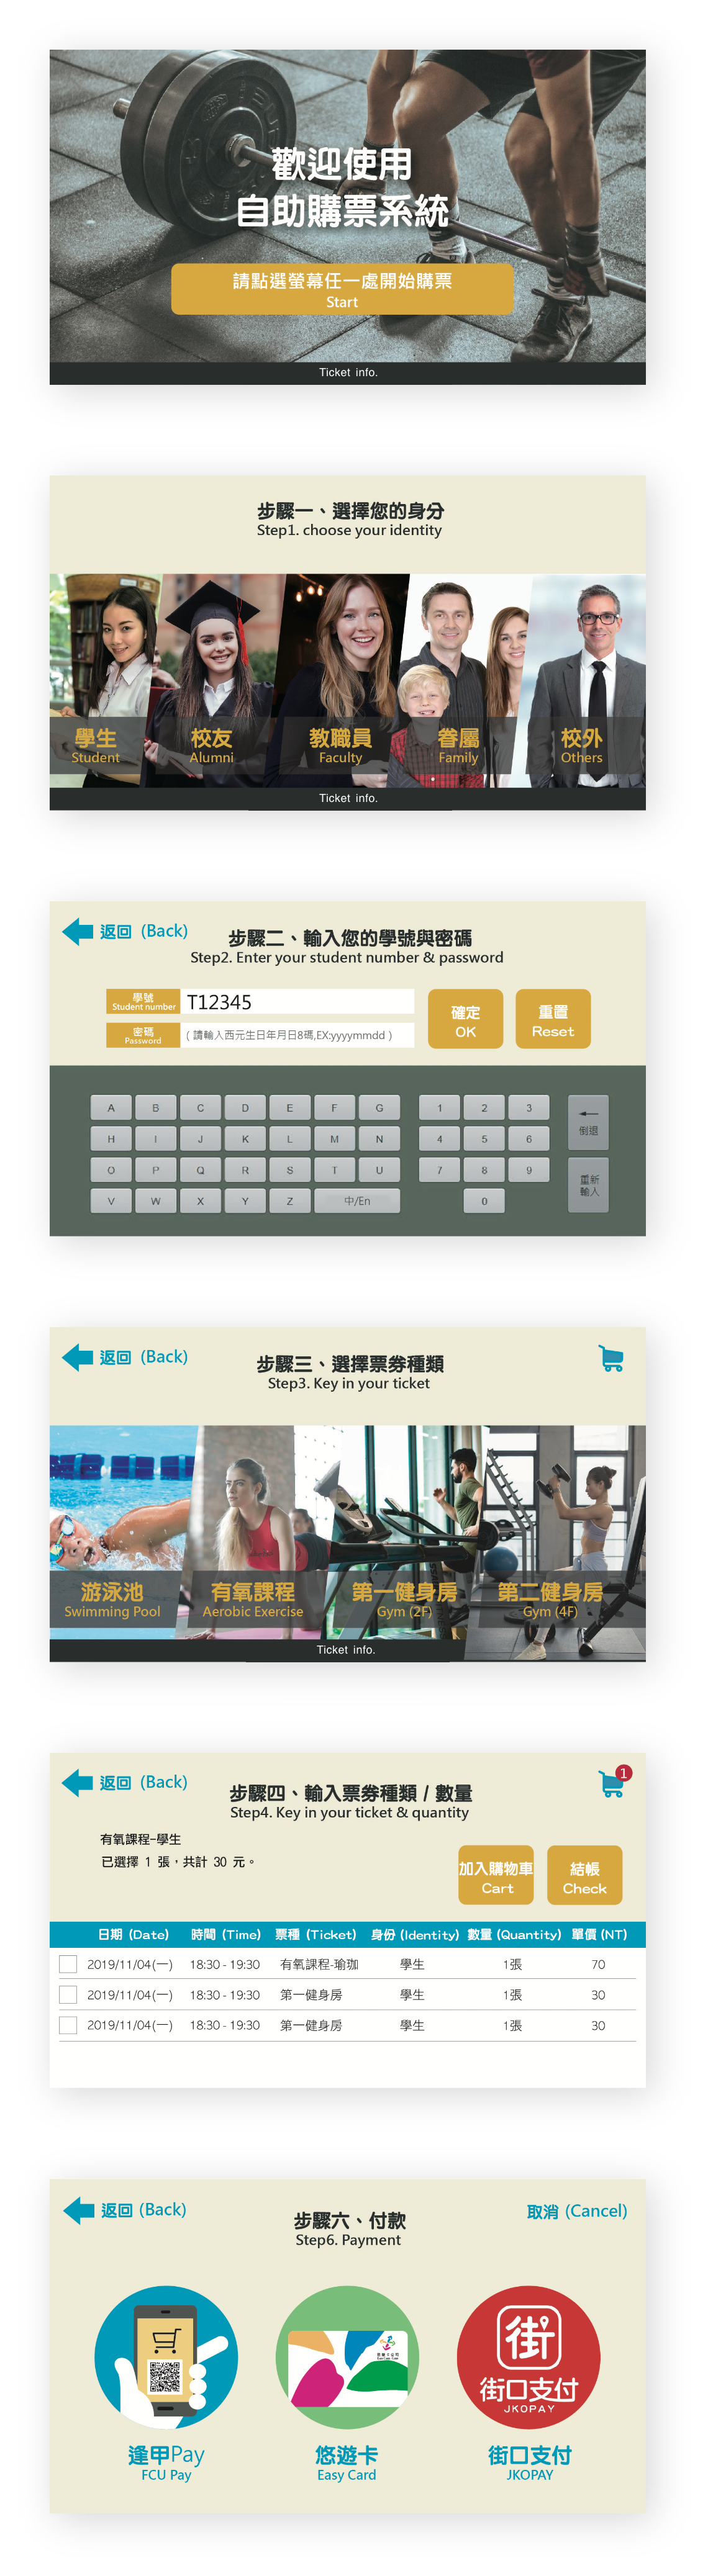 歡迎使用
自助購票系統
請點選螢幕任一處開始購票
Start
Ticket info.
步驟一、選擇您的身分
Step1. choose your identity
學生
Student
校友
Alumni
教職員
Faculty
眷屬
Family
校外
Others
Ticket info.
返回 (Back)
步驟二、輸入您的學號與密碼
Step2. Enter your student number & password
學號
Student number
T12345
密碼
Password
( 請輸入西元生日年月日8碼,EX:yyyymmdd )
確定
OK
重置
Reset
A B C D E F G 1 2 3
倒退
H I J K L M N 4 5 6
O P Q R S T U 7 8 9
重新
輸入
V W X Y Z 中/En 0
返回 (Back)
步驟三、選擇票券種類
Step3. Key in your ticket
游泳池
Swimming Pool
有氧課程
Aerobic Exercise
第一健身房
Gym (2F)
第二健身房
Gym (4F)
Ticket info.
返回 (Back)
步驟四、輸入票券種類 / 數量
Step4. Key in your ticket & quantity
1
有氧課程-學生
已選擇 1 張，共計 30 元。
加入購物車
Cart
結帳
Check
日期 (Date) 時間 (Time) 票種 (Ticket) 身份 (Identity) 數量 (Quantity) 單價 (NT)
2019/11/04(一) 18:30 - 19:30 有氧課程-瑜珈 學生 1張 70
2019/11/04(一) 18:30 - 19:30 第一健身房 學生 1張 30
2019/11/04(一) 18:30 - 19:30 第一健身房 學生 1張 30
返回 (Back)
步驟六、付款
Step6. Payment
取消 (Cancel)
街
街口支付
JKOPAY
逢甲Pay
FCU Pay
悠遊卡
Easy Card
街口支付
JKOPAY